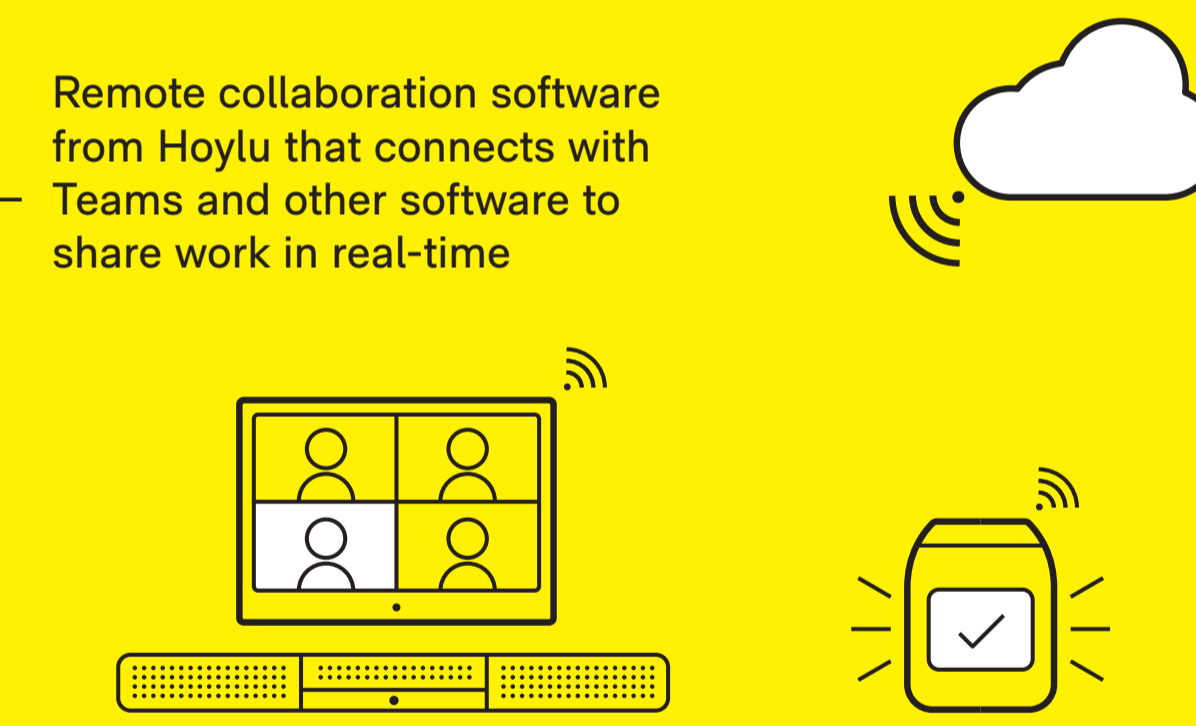 Remote collaboration software
from Hoylu that connects with
Teams and other software to
share work in real-time